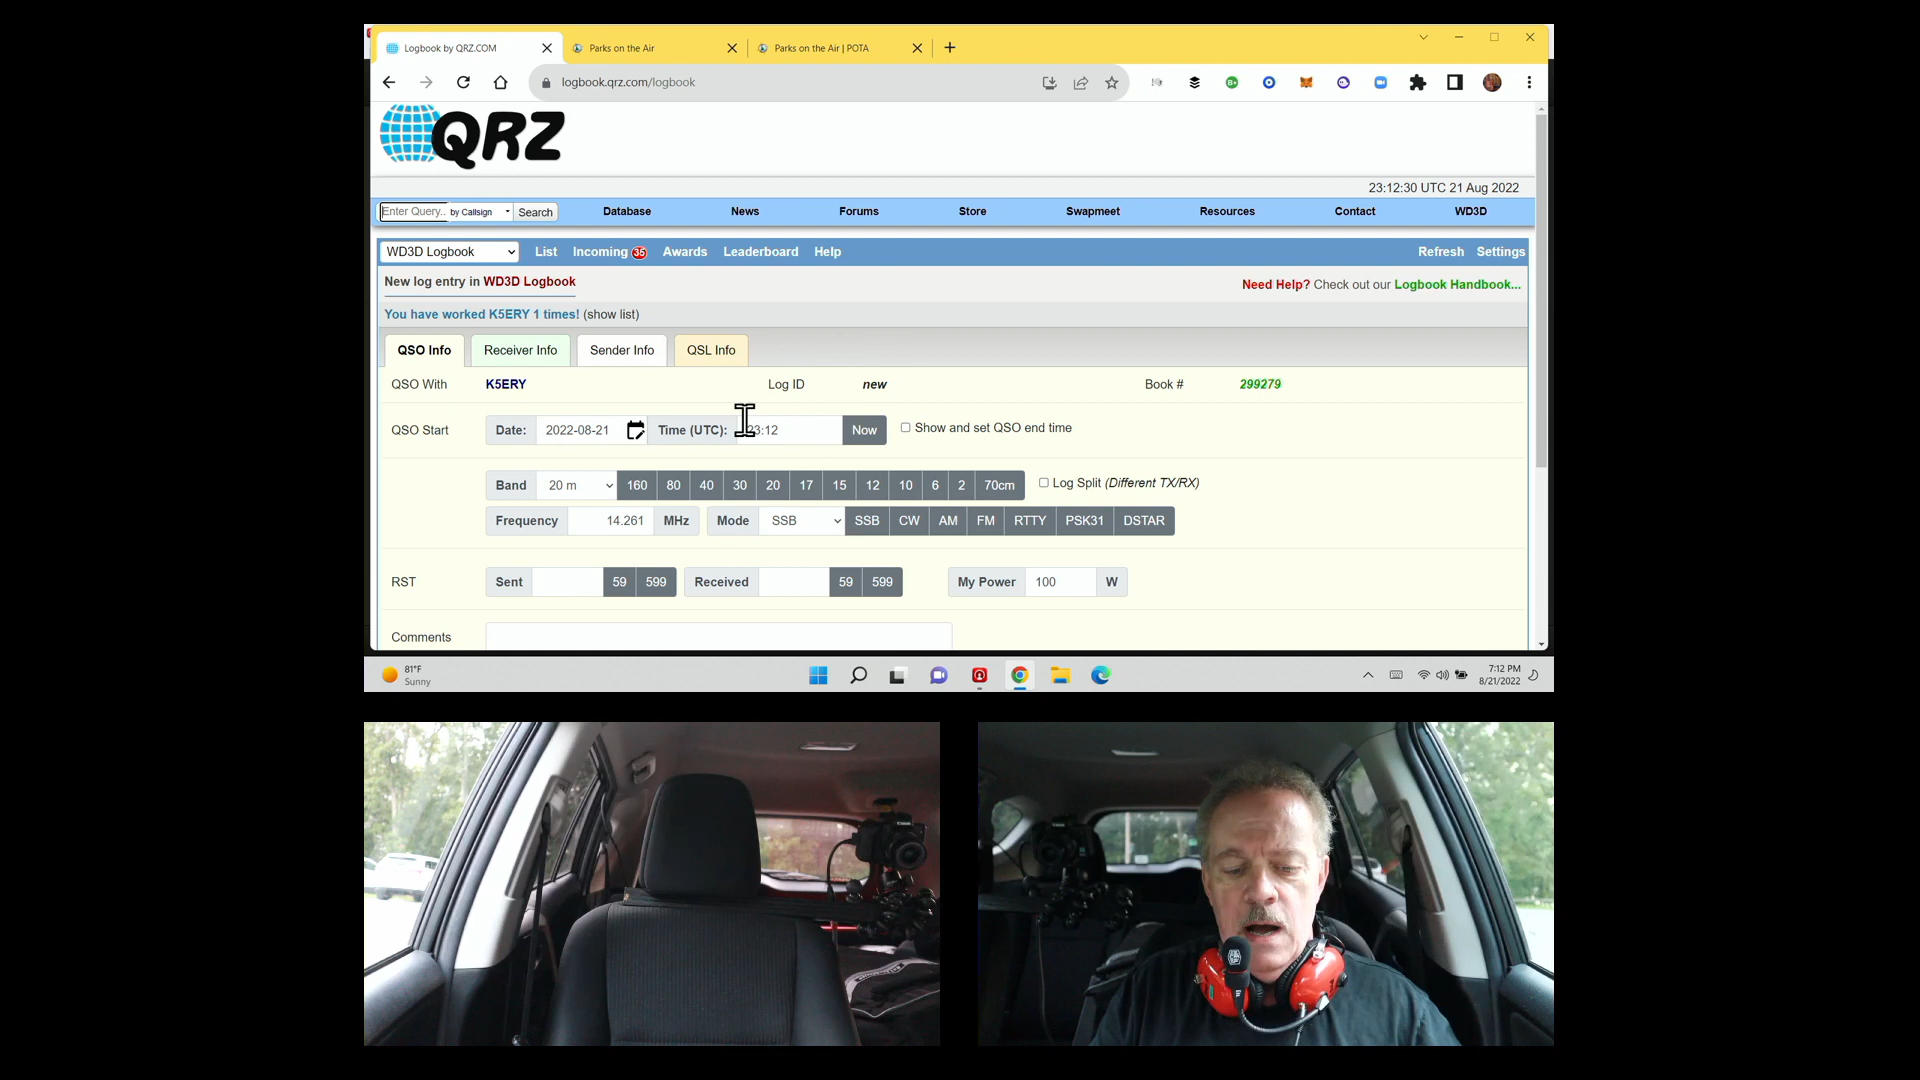 Logbook by QRZ.COM
Parks on the Air
Parks on the Air | POTA
logbook.qrz.com/logbook
QRZ
23:12:30 UTC 21 Aug 2022
Enter Query.. by Callsign Search Database News Forums Store Swapmeet Resources Contact WD3D
WD3D Logbook List Incoming 35 Awards Leaderboard Help Refresh Settings
New log entry in WD3D Logbook
Need Help? Check out our Logbook Handbook...
You have worked K5ERY 1 times! (show list)
QSO Info Receiver Info Sender Info QSL Info
QSO With K5ERY Log ID new Book # 299279
QSO Start Date: 2022-08-21 Time (UTC): 23:12 Now Show and set QSO end time
Band 20 m 160 80 40 30 20 17 15 12 10 6 2 70cm Log Split (Different TX/RX)
Frequency 14.261 MHz Mode SSB SSB CW AM FM RTTY PSK31 DSTAR
RST Sent 59 599 Received 59 599 My Power 100 W
Comments
81°F
Sunny
7:12 PM
8/21/2022